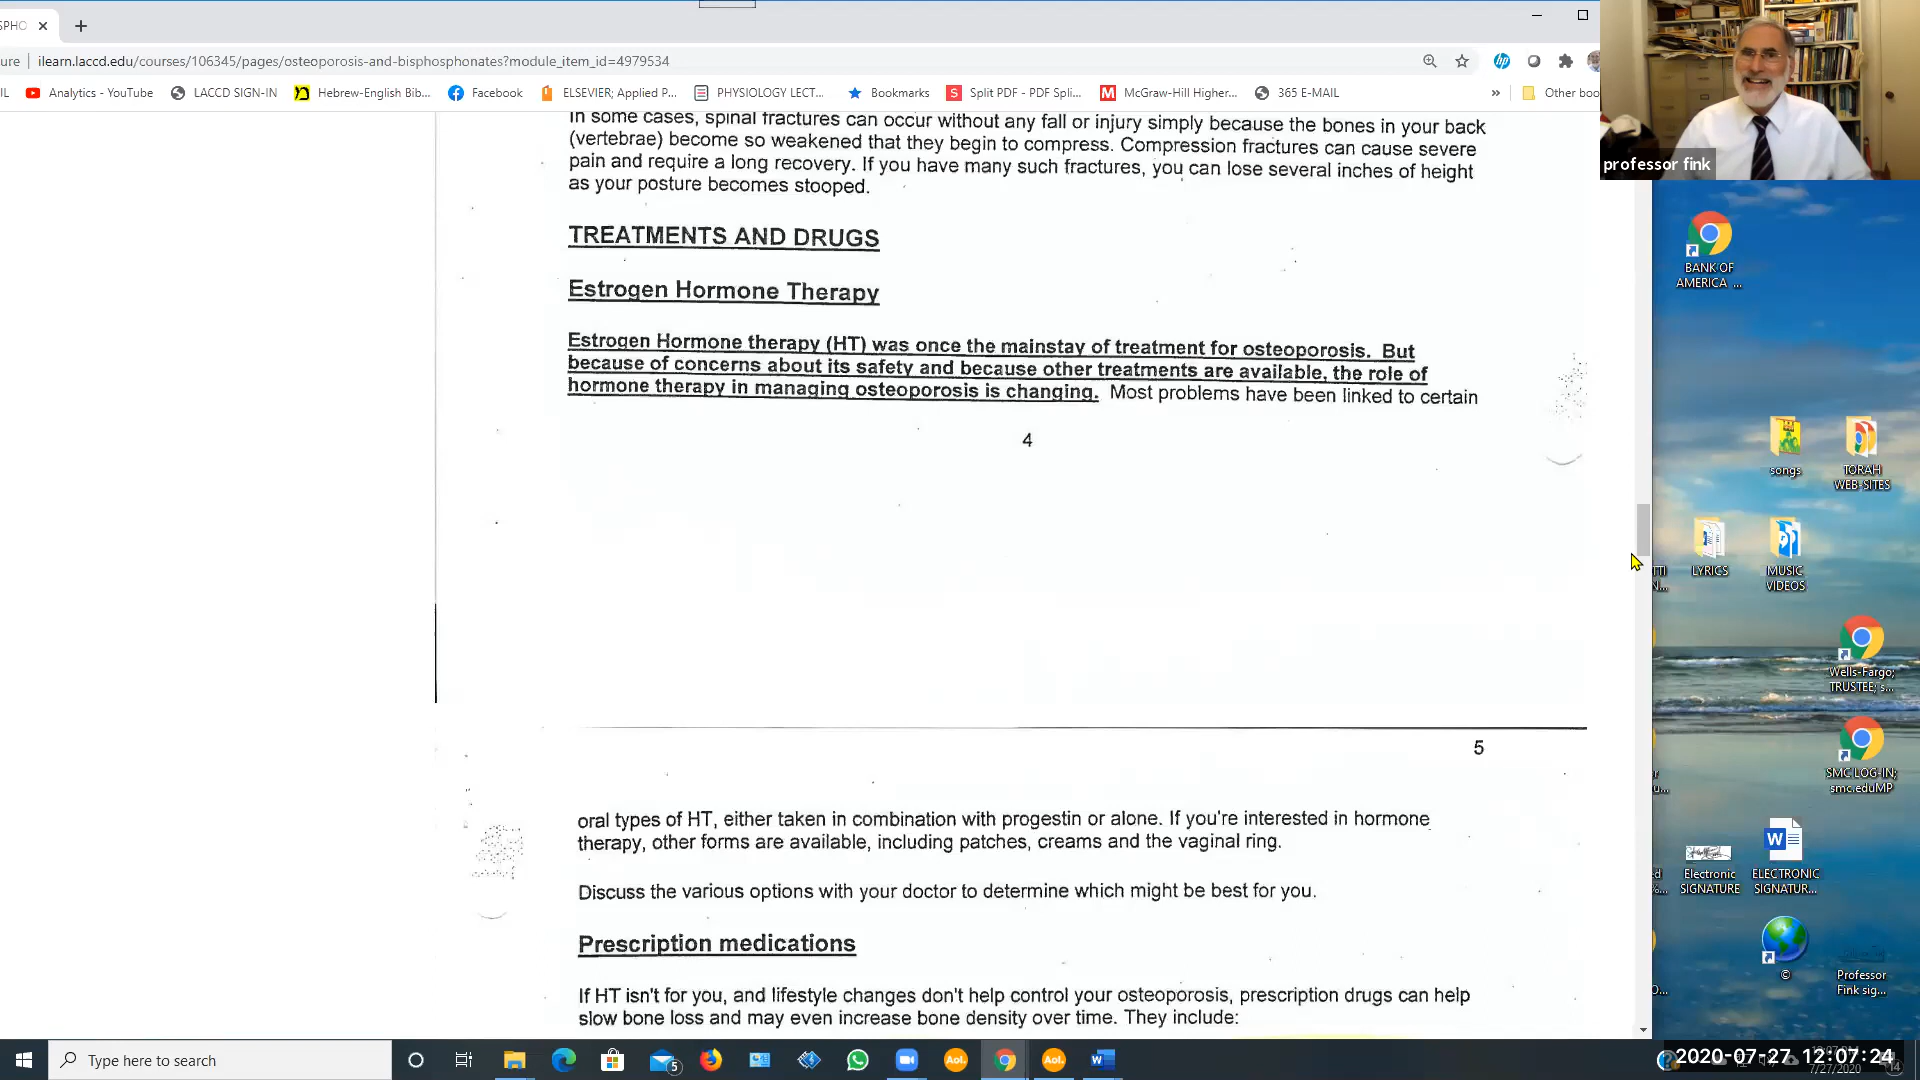 SPHO
ure
ilearn.laccd.edu/courses/106345/pages/osteoporosis-and-bisphosphonates?module_item_id=4979534
IL
Analytics - YouTube
LACCD SIGN-IN
Hebrew-English Bib...
Facebook
ELSEVIER; Applied P...
PHYSIOLOGY LECT...
Bookmarks
Split PDF - PDF Spli...
McGraw-Hill Higher...
365 E-MAIL
»
Other boo
professor fink
In some cases, spinal fractures can occur without any fall or injury simply because the bones in your back
(vertebrae) become so weakened that they begin to compress. Compression fractures can cause severe
pain and require a long recovery. If you have many such fractures, you can lose several inches of height
as your posture becomes stooped.
TREATMENTS AND DRUGS
Estrogen Hormone Therapy
Estrogen Hormone therapy (HT) was once the mainstay of treatment for osteoporosis. But
because of concerns about its safety and because other treatments are available, the role of
hormone therapy in managing osteoporosis is changing. Most problems have been linked to certain
4
5
oral types of HT, either taken in combination with progestin or alone. If you're interested in hormone
therapy, other forms are available, including patches, creams and the vaginal ring.
Discuss the various options with your doctor to determine which might be best for you.
Prescription medications
If HT isn't for you, and lifestyle changes don't help control your osteoporosis, prescription drugs can help
slow bone loss and may even increase bone density over time. They include:
BANK OF
AMERICA ...
songs
TORAH
WEB-SITES
TTI
N...
LYRICS
MUSIC
VIDEOS
Wells-Fargo;
TRUSTEE; s...
SMC LOG-IN;
smc.eduMP
Electronic
SIGNATURE
ELECTRONIC
SIGNATUR...
©
Professor
Fink sig...
Type here to search
5
Aol.
Aol.
2020-07-27 12:07:24
7/27/2020
14